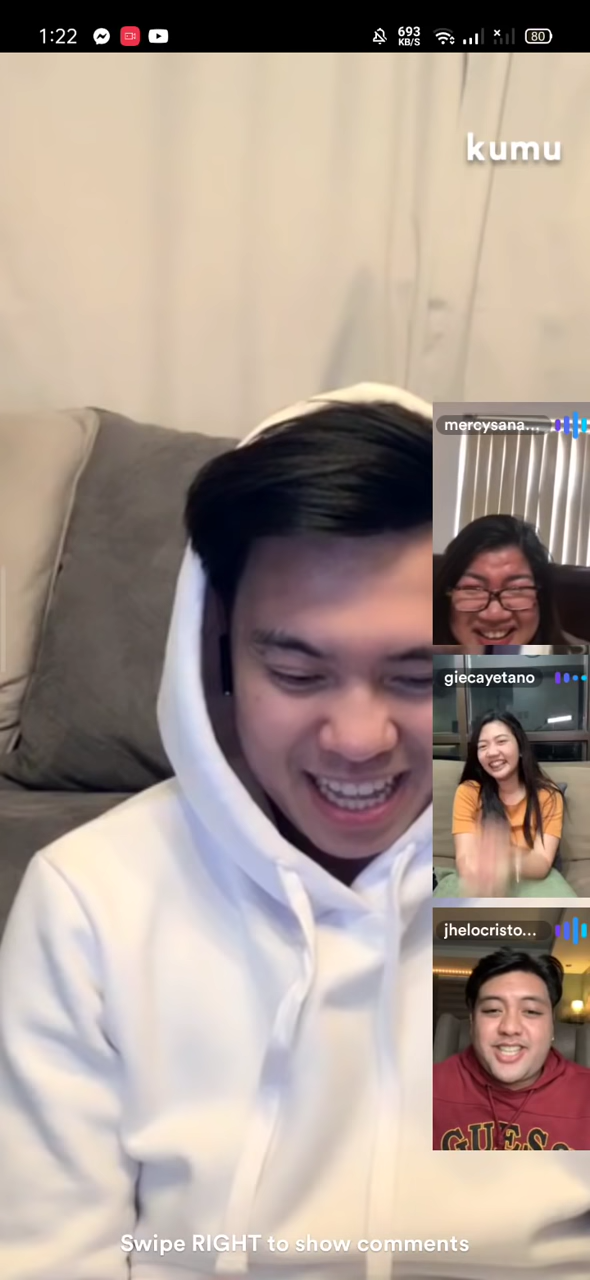 1:22
693
KB/S
80
kumu
mercysana...
giecayetano
jhelocristo...
GUESS
Swipe RIGHT to show comments